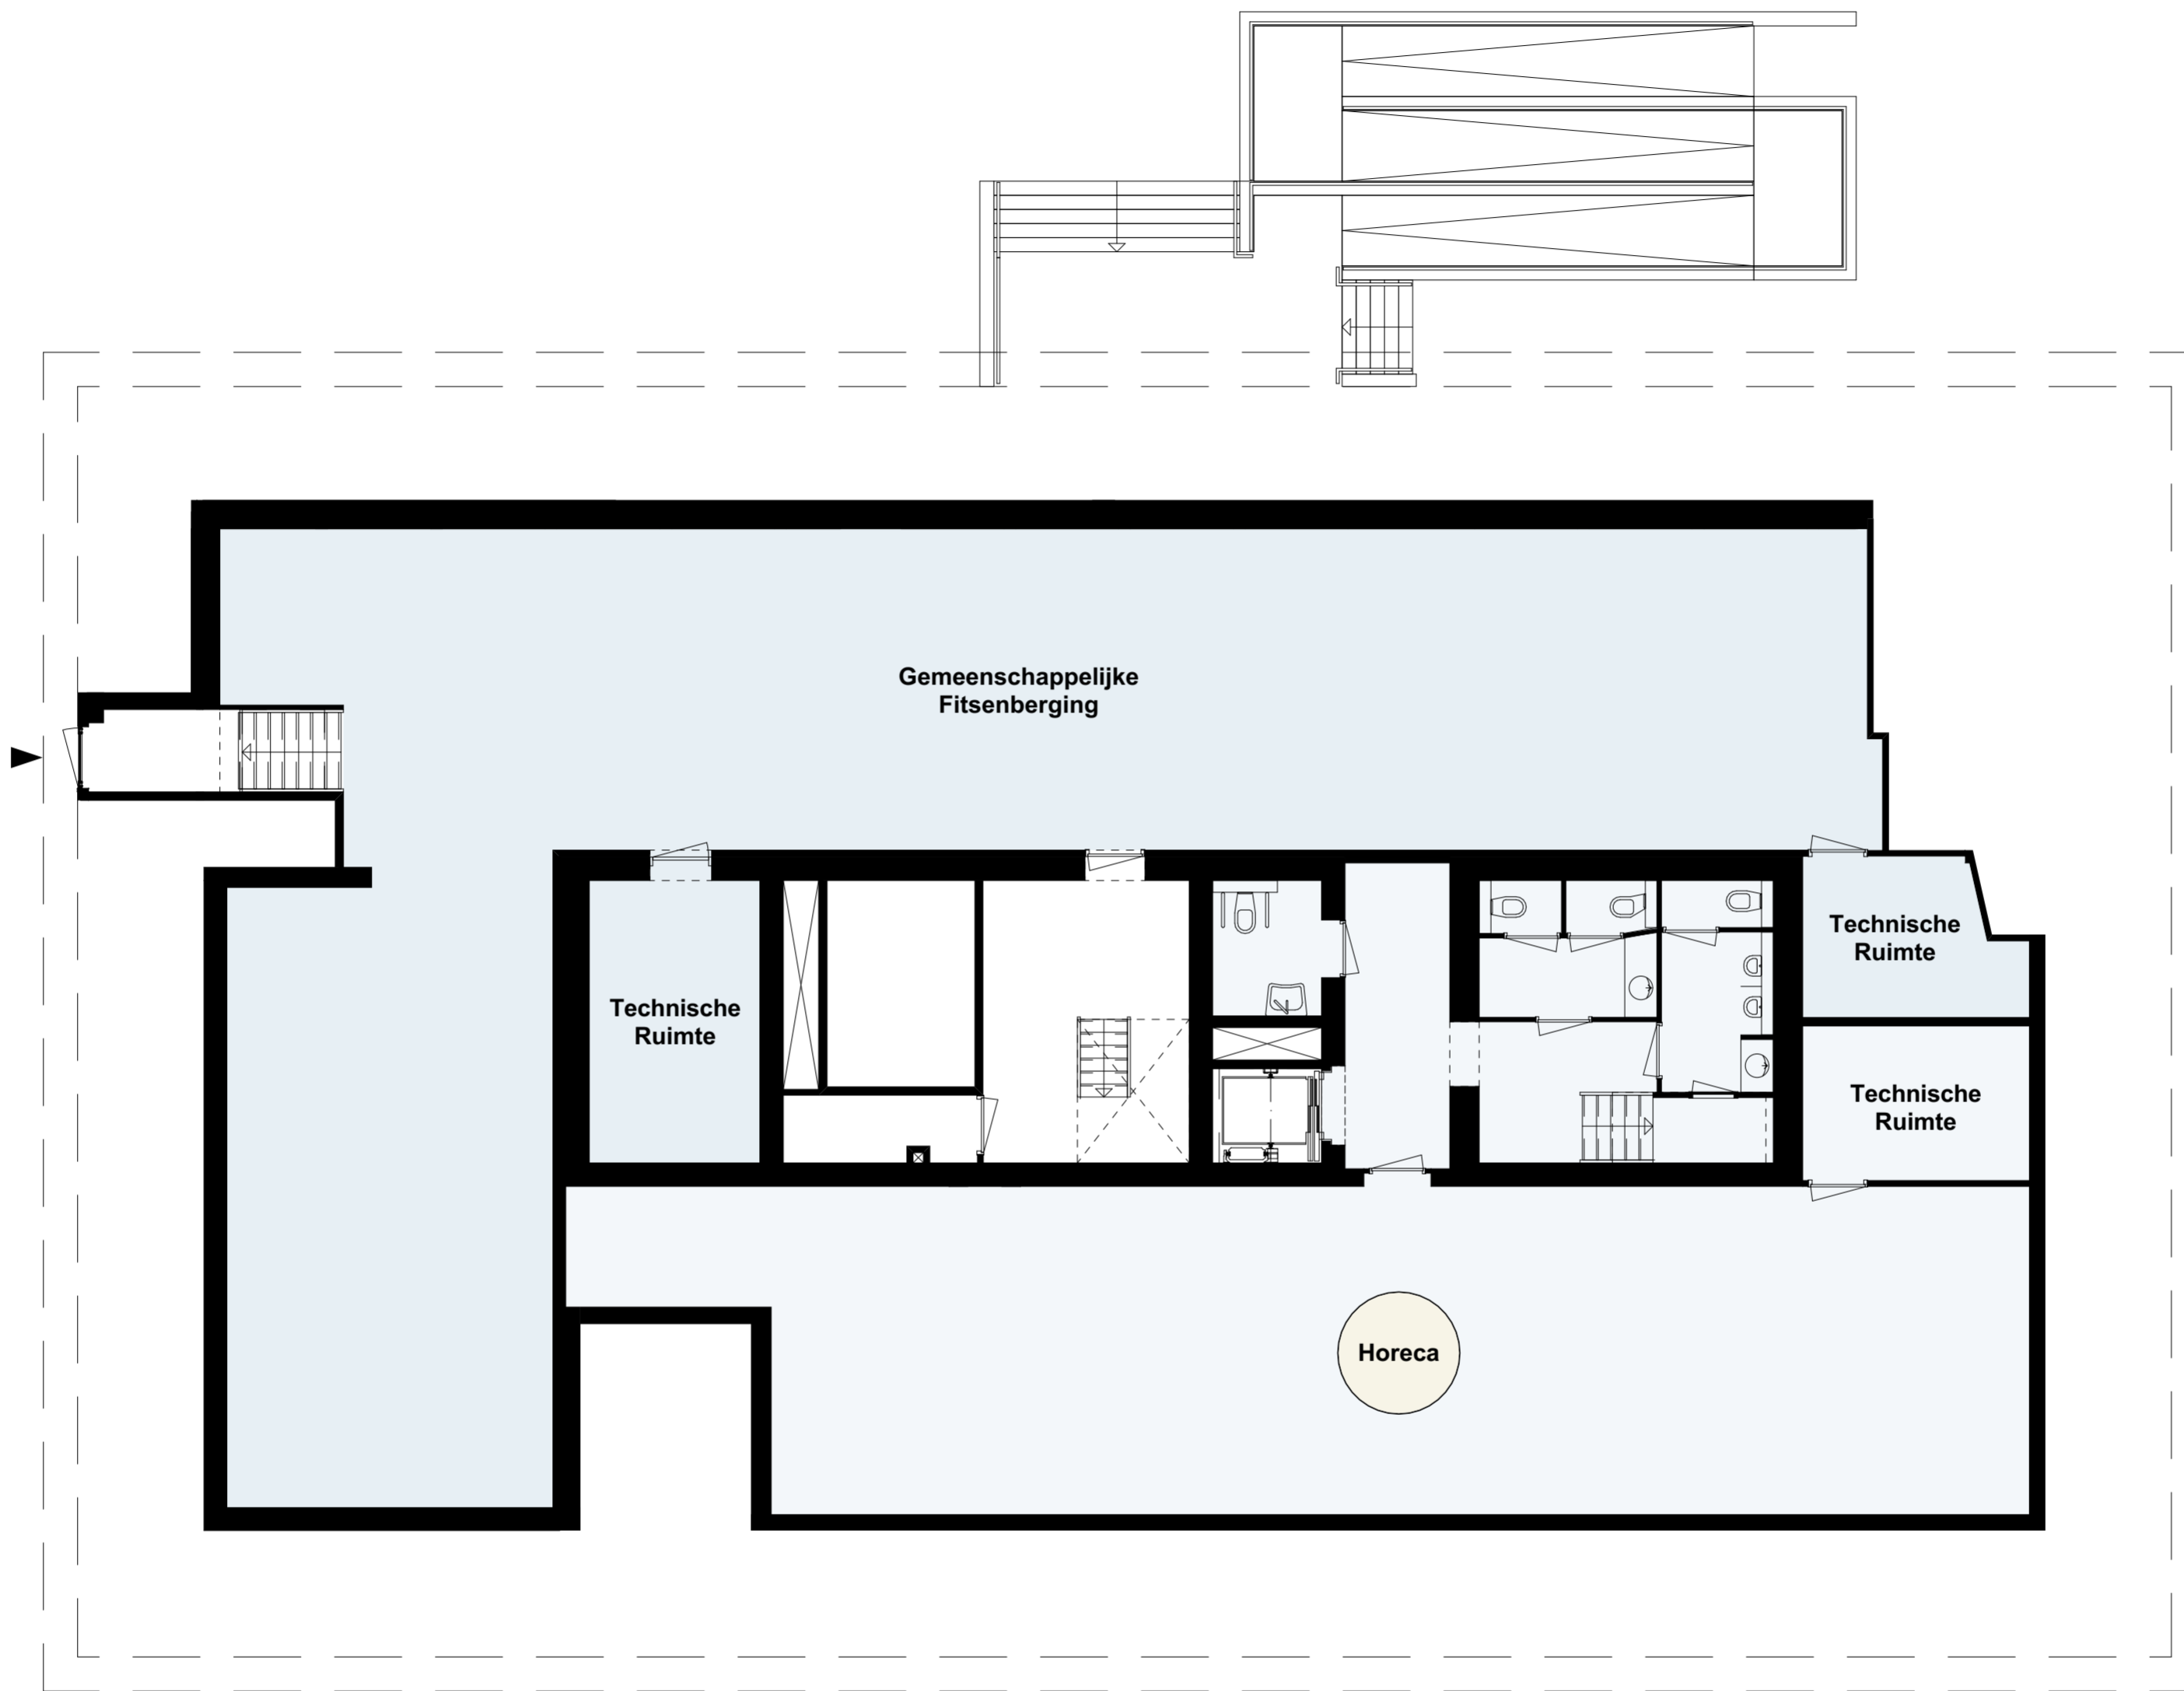 Gemeenschappelijke
Fitsenberging
Technische
Ruimte
Technische
Ruimte
Technische
Ruimte
Horeca